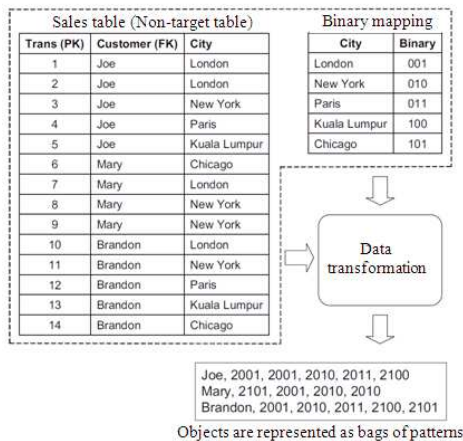 Sales table (Non-target table)
Trans (PK) Customer (FK) City
1 Joe London
2 Joe London
3 Joe New York
4 Joe Paris
5 Joe Kuala Lumpur
6 Mary Chicago
7 Mary London
8 Mary New York
9 Mary New York
10 Brandon London
11 Brandon New York
12 Brandon Paris
13 Brandon Kuala Lumpur
14 Brandon Chicago
Binary mapping
City Binary
London 001
New York 010
Paris 011
Kuala Lumpur 100
Chicago 101
Data
transformation
Joe, 2001, 2001, 2010, 2011, 2100
Mary, 2101, 2001, 2010, 2010
Brandon, 2001, 2010, 2011, 2100, 2101
Objects are represented as bags of patterns